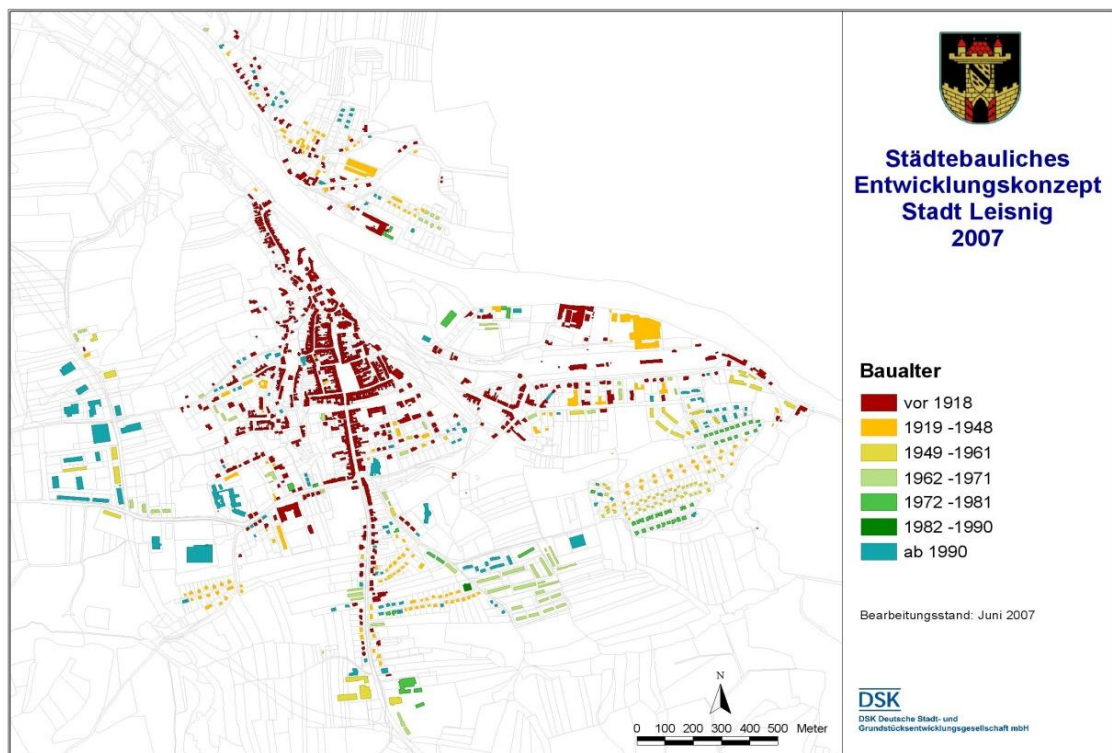 Städtebauliches
Entwicklungskonzept
Stadt Leisnig
2007
Baualter
vor 1918
1919 -1948
1949 -1961
1962 -1971
1972 -1981
1982 -1990
ab 1990
Bearbeitungsstand: Juni 2007
N
0 100 200 300 400 500 Meter
DSK
DSK Deutsche Stadt- und
Grundstücksentwicklungsgesellschaft mbH